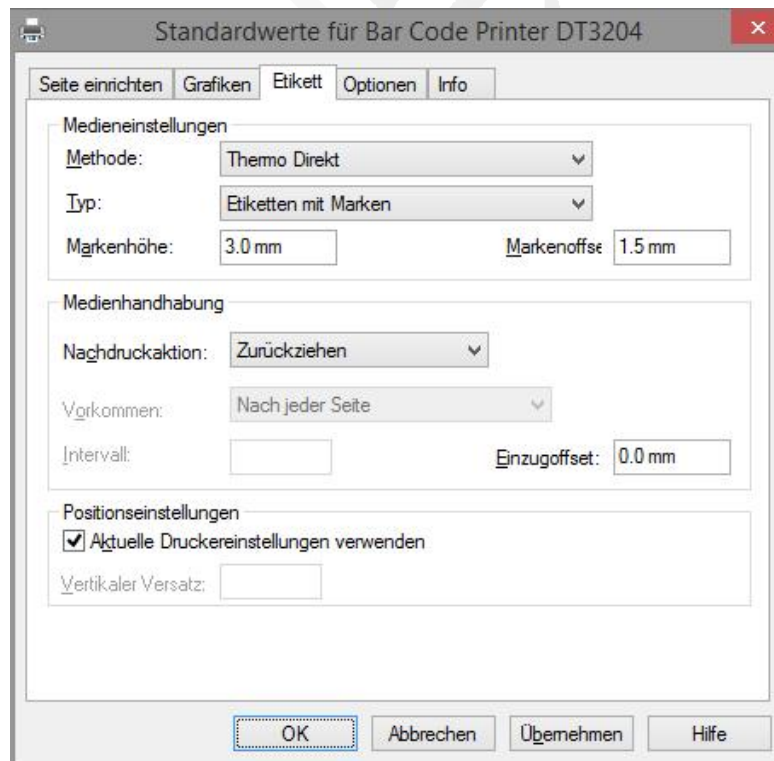 Standardwerte für Bar Code Printer DT3204
Seite einrichten Grafiken Etikett Optionen Info
Medieneinstellungen
Methode: Thermo Direkt
Typ: Etiketten mit Marken
Markenhöhe: 3.0 mm Markenoffse 1.5 mm
Medienhandhabung
Nachdruckaktion: Zurückziehen
Vorkommen: Nach jeder Seite
Intervall: Einzugoffset: 0.0 mm
Positionseinstellungen
Aktuelle Druckereinstellungen verwenden
Vertikaler Versatz:
OK Abbrechen Übernehmen Hilfe